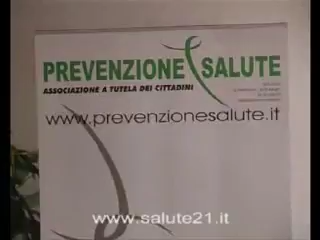 PREVENZIONE SALUTE
ASSOCIAZIONE A TUTELA DEI CITTADINI
www.prevenzionesalute.it
www.salute21.it